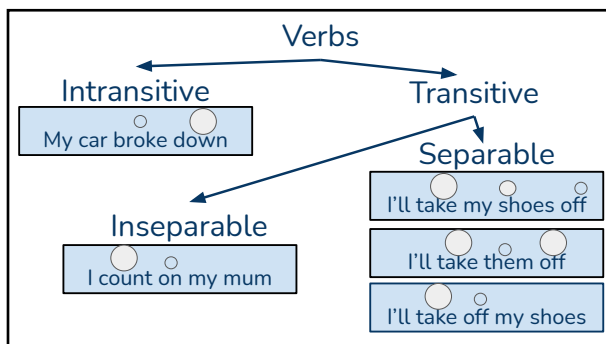 Verbs
Intransitive
My car broke down
Transitive
Separable
I'll take my shoes off
I'll take them off
I'll take off my shoes
Inseparable
I count on my mum